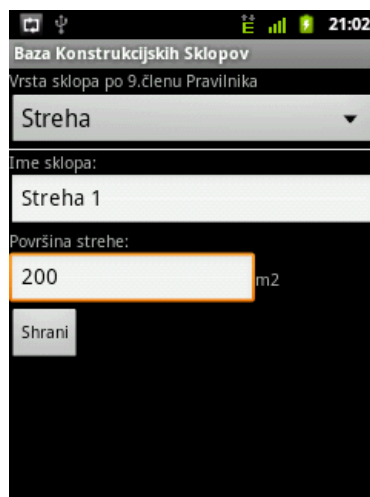 E 21:02
Baza Konstrukcijskih Sklopov
Vrsta sklopa po 9.členu Pravilnika
Streha
Ime sklopa:
Streha 1
Površina strehe:
200 m2
Shrani